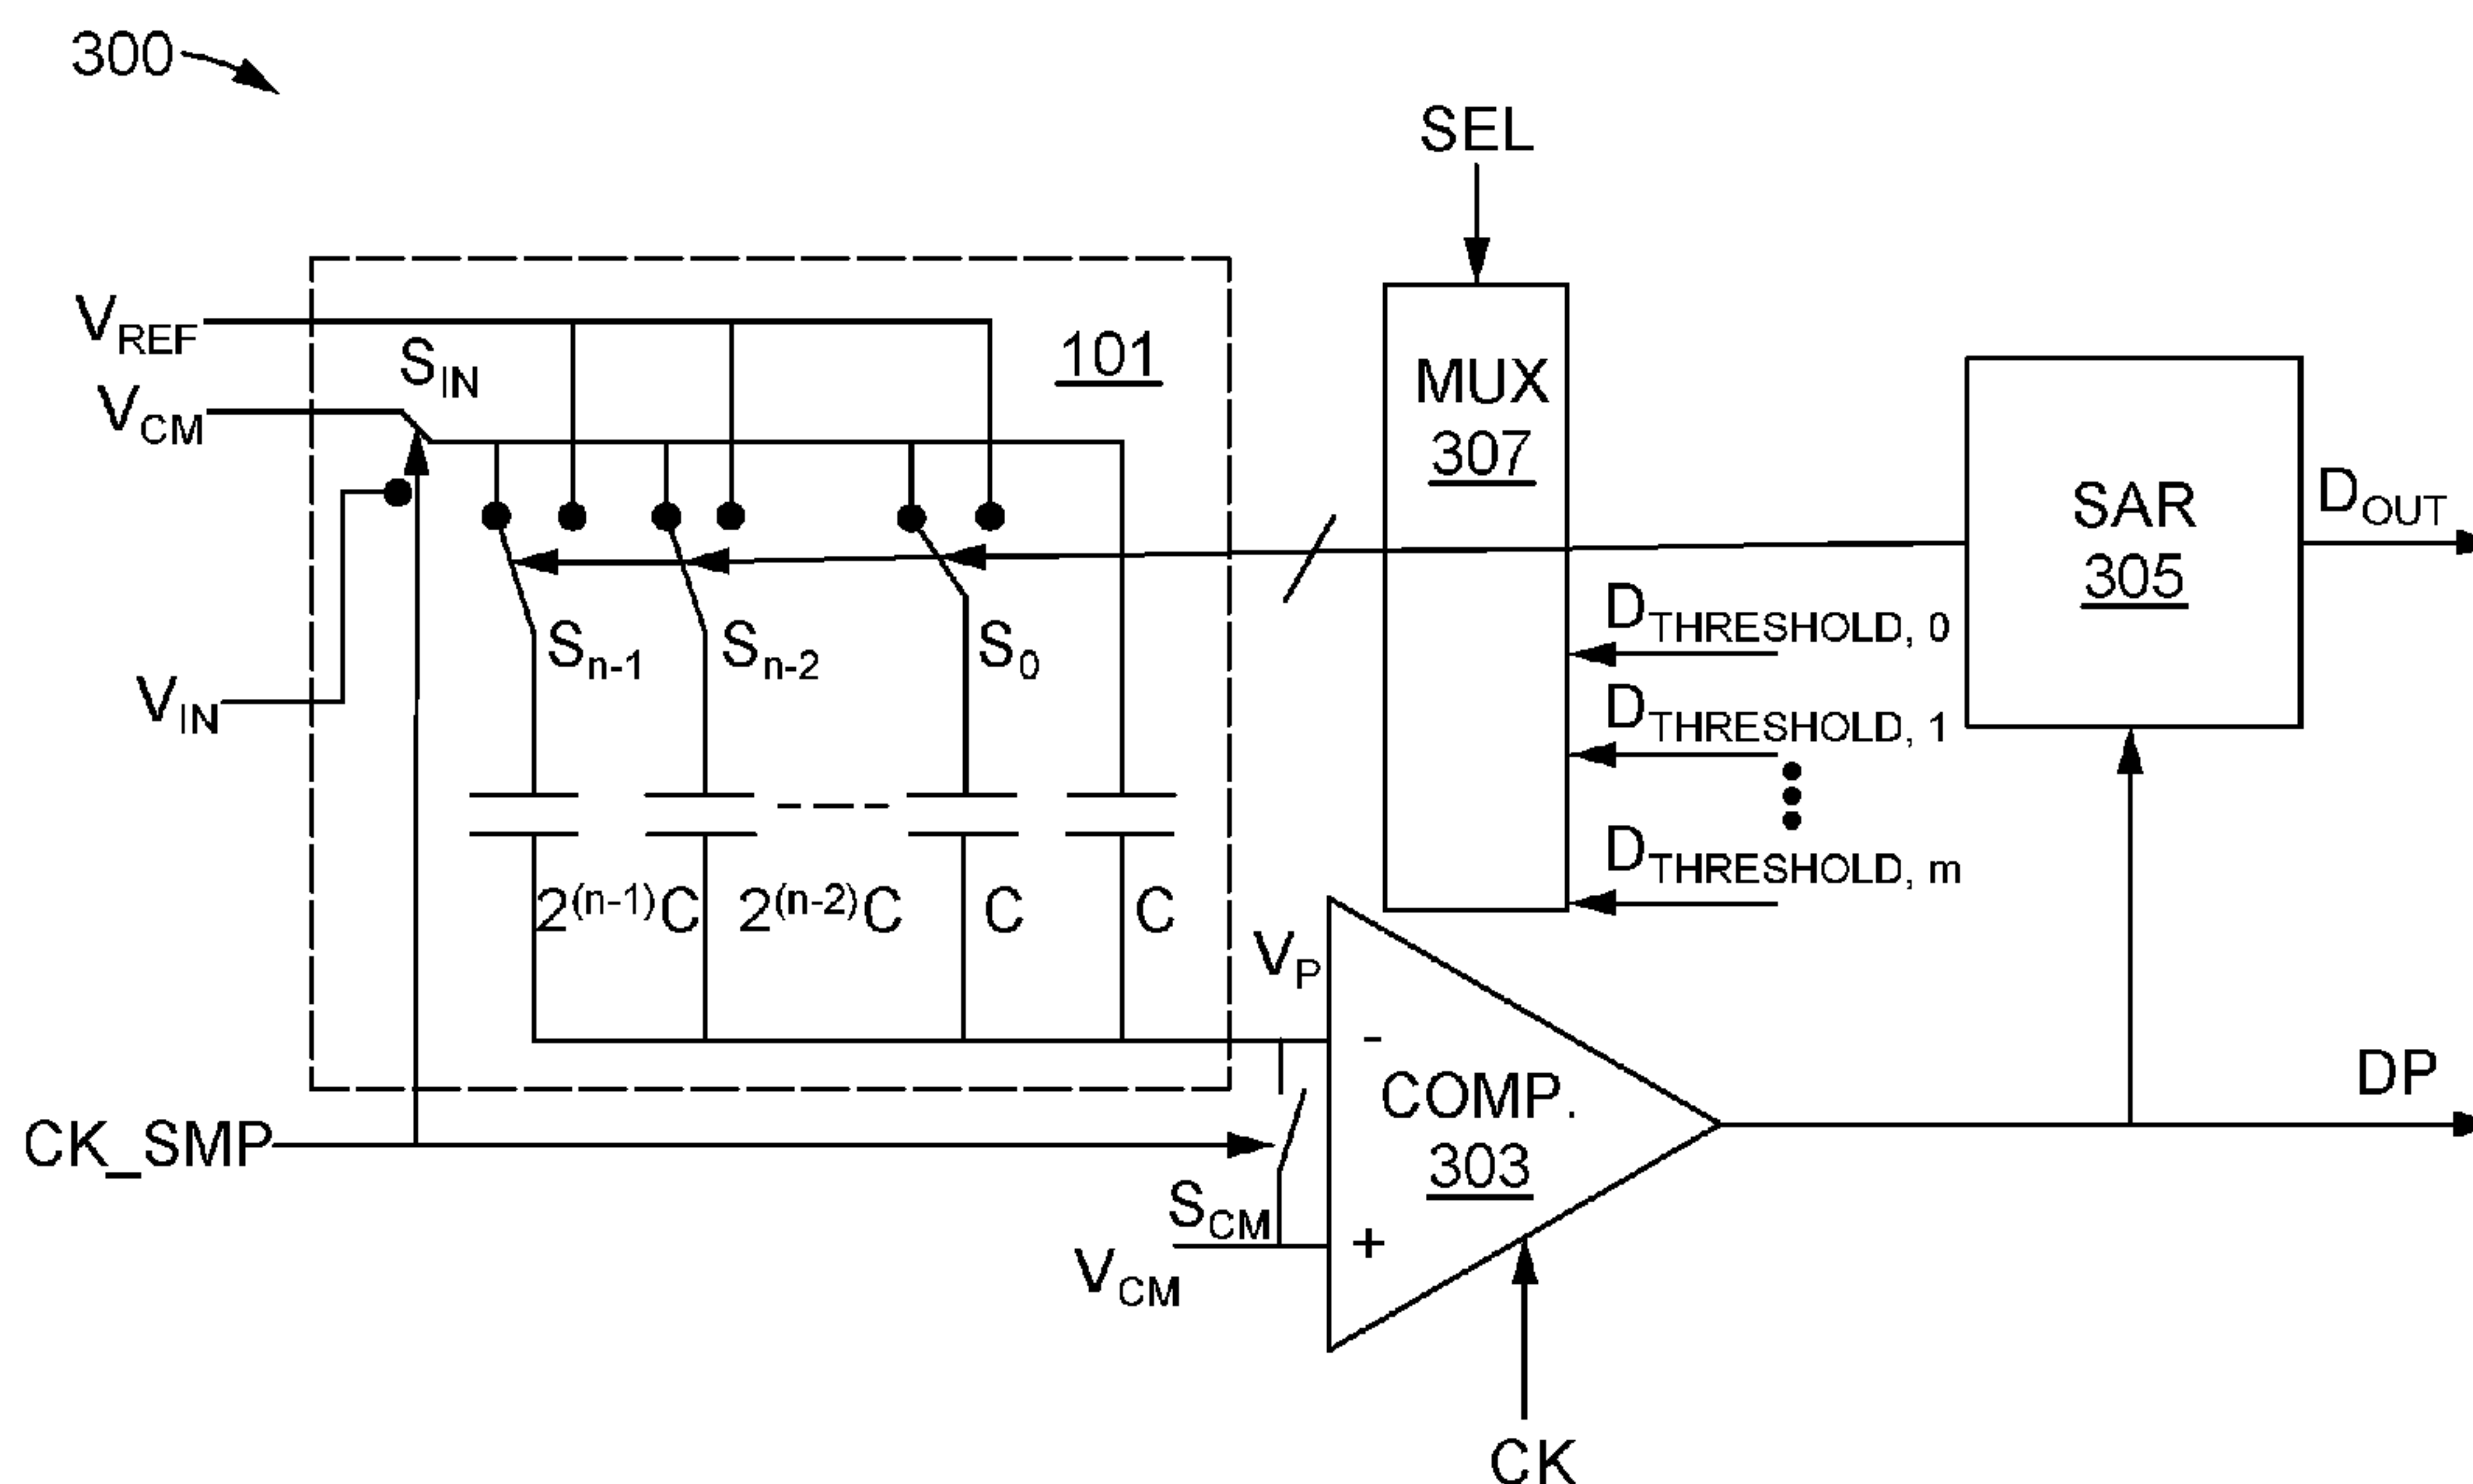 300
SEL
V_REF
S_IN
101
V_CM
MUX
307
SAR
305
D_OUT
D_THRESHOLD, 0
S_n-1
S_n-2
S_0
V_IN
D_THRESHOLD, 1
D_THRESHOLD, m
2^(n-1)C
2^(n-2)C
C
C
V_P
-
COMP.
303
DP
CK_SMP
S_CM
+
V_CM
CK